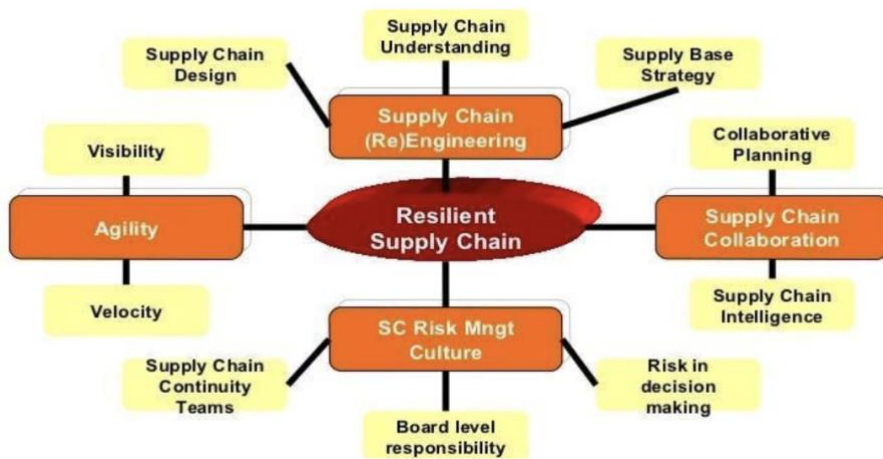 Supply Chain
Understanding
Supply Chain
Design
Supply Base
Strategy
Supply Chain
(Re)Engineering
Visibility
Collaborative
Planning
Agility
Resilient
Supply Chain
Supply Chain
Collaboration
Velocity
Supply Chain
Intelligence
SC Risk Mngt
Culture
Supply Chain
Continuity
Teams
Risk in
decision
making
Board level
responsibility